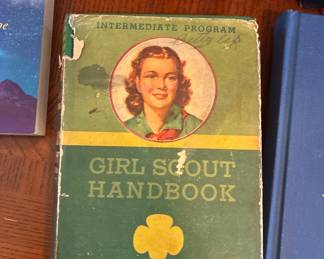 INTERMEDIATE PROGRAM
GIRL SCOUT
HANDBOOK